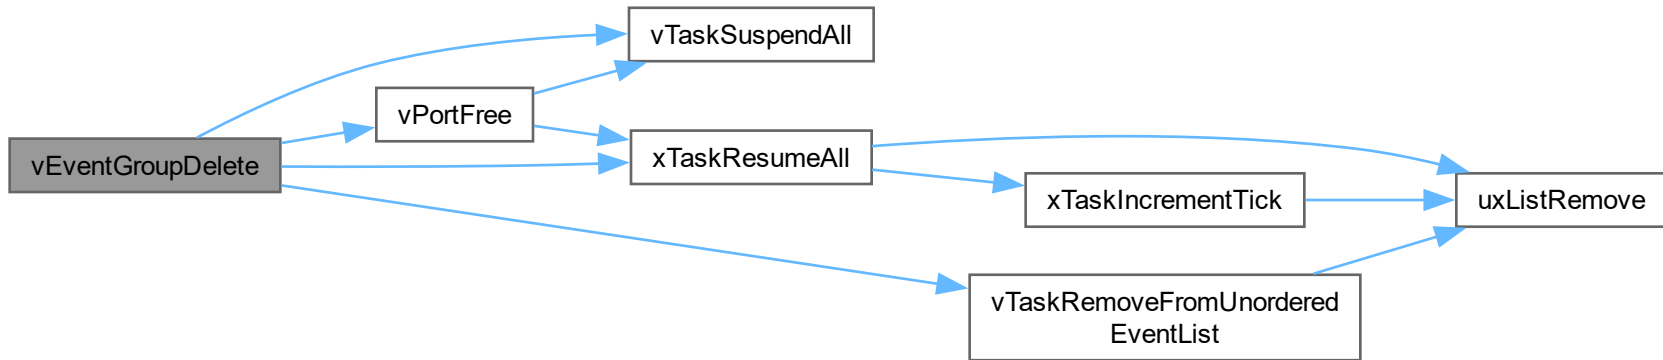 vEventGroupDelete
vPortFree
vTaskSuspendAll
xTaskResumeAll
xTaskIncrementTick
uxListRemove
vTaskRemoveFromUnordered
EventList